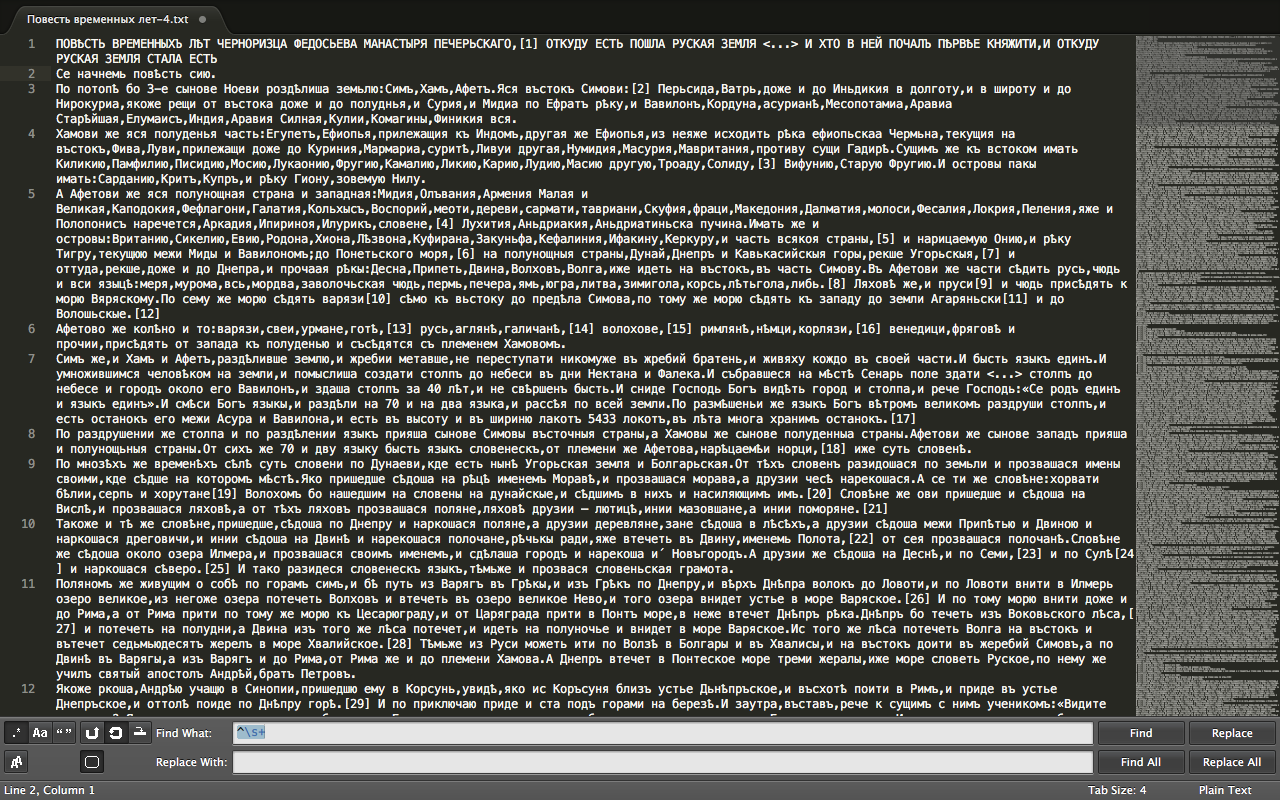 Повесть временных лет-4.txt
1 ПОВѢСТЬ ВРЕМЕННЫХЪ ЛѢТ ЧЕРНОРИЗЦА ФЕДОСЬЕВА МАНАСТЫРЯ ПЕЧЕРЬСКАГО,[1] ОТКУДУ ЕСТЬ ПОШЛА РУСКАЯ ЗЕМЛЯ <...> И ХТО В НЕЙ ПОЧАЛЪ ПѢРВѢЕ КНЯЖИТИ,И ОТКУДУ
РУСКАЯ ЗЕМЛЯ СТАЛА ЕСТЬ
2 Се начнемь повѣсть сию.
3 По потопѣ бо 3-е сынове Ноеви роздѣлиша земьлю:Симъ,Хамъ,Афетъ.Яся въстокъ Симови:[2] Перьсида,Ватрь,доже и до Иньдикия в долготу,и в широту и до
Нирокуриа,якоже рещи от въстока доже и до полуднья,и Сурия,и Мидиа по Ефратъ рѣку,и Вавилонъ,Кордуна,асурианѣ,Месопотамиа,Аравиа
Старѣйшая,Елумаисъ,Индия,Аравия Силная,Кулии,Комагины,Финикия вся.
4 Хамови же яся полуденья часть:Егупетъ,Ефиопья,прилежащия къ Индомъ,другая же Ефиопья,из неяже исходить рѣка ефиопьскаа Чермьна,текущия на
въстокъ,Фива,Луви,прилежащи доже до Куриния,Мармариа,суритѣ,Ливуи другая,Нумидия,Масурия,Мавритания,противу сущи Гадирѣ.Сущимъ же къ встоком имать
Киликию,Памфилию,Писидию,Мосию,Лукаонию,Фругию,Камалию,Ликию,Карию,Лудию,Масию другую,Троаду,Солиду,[3] Вифунию,Старую Фругию.И островы пакы
имать:Сарданию,Критъ,Купръ,и рѣку Гиону,зовемую Нилу.
5 А Афетови же яся полунощная страна и западная:Мидия,Олъвания,Армения Малая и
Великая,Каподокия,Фефлагони,Галатия,Кольхысъ,Воспорий,меоти,дереви,сармати,тавриани,Скуфия,фраци,Македония,Далматия,молоси,Фесалия,Локрия,Пеления,яже и
Полопонисъ наречется,Аркадия,Ипириноя,Илурикъ,словене,[4] Лухития,Аньдриакия,Аньдриатиньска пучина.Имать же и
островы:Вританию,Сикелию,Евию,Родона,Хиона,Лѣзвона,Куфирана,Закуньфа,Кефалиния,Ифакину,Керкуру,и часть всякоя страны,[5] и нарицаемую Онию,и рѣку
Тигру,текущюю межи Миды и Вавилономь;до Понетьского моря,[6] на полунощныя страны,Дунай,Днепръ и Кавькасийскыя горы,рекше Угорьскыя,[7] и
оттуда,рекше,доже и до Днепра,и прочаая рѣкы:Десна,Припеть,Двина,Волховъ,Волга,иже идеть на въстокъ,въ часть Симову.Въ Афетови же части сѣдить русь,чюдь
и вси языцѣ:меря,мурома,всь,мордва,заволочьская чюдь,пермь,печера,ямь,югра,литва,зимигола,корсь,лѣтьгола,либь.[8] Ляховѣ же,и пруси[9] и чюдь присѣдять к
морю Вяряскому.По сему же морю сѣдять варязи[10] сѣмо къ въстоку до предѣла Симова,по тому же морю сѣдять къ западу до земли Агаряньски[11] и до
Волошьскые.[12]
6 Афетово же колѣно и то:варязи,свеи,урмане,готѣ,[13] русь,аглянѣ,галичанѣ,[14] волохове,[15] римлянѣ,нѣмци,корлязи,[16] венедици,фряговѣ и
прочии,присѣдять от запада къ полуденью и съсѣдятся съ племенем Хамовомъ.
7 Симъ же,и Хамъ и Афетъ,раздѣливше землю,и жребии метавше,не переступати никомуже въ жребий братень,и живяху кождо въ своей части.И бысть языкъ единъ.И
умножившимся человѣком на земли,и помыслиша создати столпъ до небеси въ дни Нектана и Фалека.И събравшеся на мѣстѣ Сенарь поле здати <...> столпъ до
небесе и городъ около его Вавилонъ,и здаша столпъ за 40 лѣт,и не свѣршенъ бысть.И сниде Господь Богъ видѣть город и столпа,и рече Господь:«Се родъ единъ
и языкъ единъ».И смѣси Богъ языкы,и раздѣли на 70 и на два языка,и рассѣя по всей земли.По размѣшеньи же языкъ Богъ вѣтромъ великомъ раздруши столпъ,и
есть останокъ его межи Асура и Вавилона,и есть въ высоту и въ ширину лакотъ 5433 локотъ,въ лѣта многа хранимъ останокъ.[17]
8 По раздрушении же столпа и по раздѣлении языкъ прияша сынове Симови въсточныя страны,а Хамовы же сынове полуденныа страны.Афетови же сынове западъ прияша
и полунощьныя страны.От сихъ же 70 и дву языку бысть языкъ словенескъ,от племени же Афетова,нарѣцаемѣи норци,[18] иже суть словенѣ.
9 По мнозѣхъ же временѣхъ сѣлѣ суть словени по Дунаеви,кде есть нынѣ Угорьская земля и Болгарьская.От тѣхъ словенъ разидошася по земьли и прозвашася имены
своими,кде сѣдше на которомъ мѣстѣ.Яко пришедше сѣдоша на рѣцѣ именемъ Моравѣ,и прозвашася морава,а друзии чесѣ нарекошася.А се ти же словѣне:хорвати
бѣлии,серпь и хорутане[19] Волохомъ бо нашедшим на словены на дунайскые,и сѣдшимъ в нихъ и насиляющимъ имъ.[20] Словѣне же ови пришедше и сѣдоша на
Вислѣ,и прозвашася ляховѣ,а от тѣхъ ляховъ прозвашася поляне,ляховѣ друзии – лютицѣ,инии мазовшане,а инии поморяне.[21]
10 Такоже и тѣ же словѣне,пришедше,сѣдоша по Днепру и наркошася поляне,а друзии деревляне,зане сѣдоша в лѣсѣхъ,а друзии сѣдоша межи Припѣтью и Двиною и
наркошася дреговичи,и инии сѣдоша на Двинѣ и нарекошася полочане,рѣчькы ради,яже втечеть въ Двину,именемь Полота,[22] от сея прозвашася полочанѣ.Словѣне
же сѣдоша около озера Илмера,и прозвашася своимъ именемъ,и сдѣлаша городъ и нарекоша и´ Новъгородъ.А друзии же сѣдоша на Деснѣ,и по Семи,[23] и по Сулѣ[24
] и наркошася сѣверо.[25] И тако разидеся словенескъ языкъ,тѣмьже и прозвася словеньская грамота.
11 Поляномъ же живущим о собѣ по горамъ симъ,и бѣ путь из Варягъ въ Грѣкы,и изъ Грѣкъ по Днепру,и вѣрхъ Днѣпра волокъ до Ловоти,и по Ловоти внити в Илмерь
озеро великое,из негоже озера потечеть Волховъ и втечеть въ озеро великое Нево,и того озера внидет устье в море Варяское.[26] И по тому морю внити доже и
до Рима,а от Рима прити по тому же морю къ Цесарюграду,и от Царяграда прити в Понтъ море,в неже втечет Днѣпръ рѣка.Днѣпръ бо течеть изъ Воковьского лѣса,[
27] и потечеть на полудни,а Двина изъ того же лѣса потечет,и идеть на полуночье и внидет в море Варяское.Ис того же лѣса потечеть Волга на въстокъ и
вътечет седьмьюдесятъ жерелъ в море Хвалийское.[28] Тѣмьже из Руси можеть ити по Волзѣ в Болгары и въ Хвалисы,и на въстокъ доити въ жеребий Симовъ,а по
Двинѣ въ Варягы,а изъ Варягъ и до Рима,от Рима же и до племени Хамова.А Днепръ втечет в Понтеское море треми жералы,иже море словеть Руское,по нему же
училъ святый апостолъ Андрѣй,братъ Петровъ.
12 Якоже ркоша,Андрѣю учащю в Синопии,пришедшю ему в Корсунь,увидѣ,яко ис Коръсуня близъ устье Дьнѣпръское,и въсхотѣ поити в Римъ,и приде въ устье
Днепръское,и оттолѣ поиде по Днѣпру горѣ.[29] И по приключаю приде и ста подъ горами на березѣ.И заутра,въставъ,рече к сущимъ с нимъ ученикомъ:«Видите
.* Aa “” Find What: ^\s+ Find Replace
Replace With: Find All Replace All
Line 2, Column 1 Tab Size: 4 Plain Text